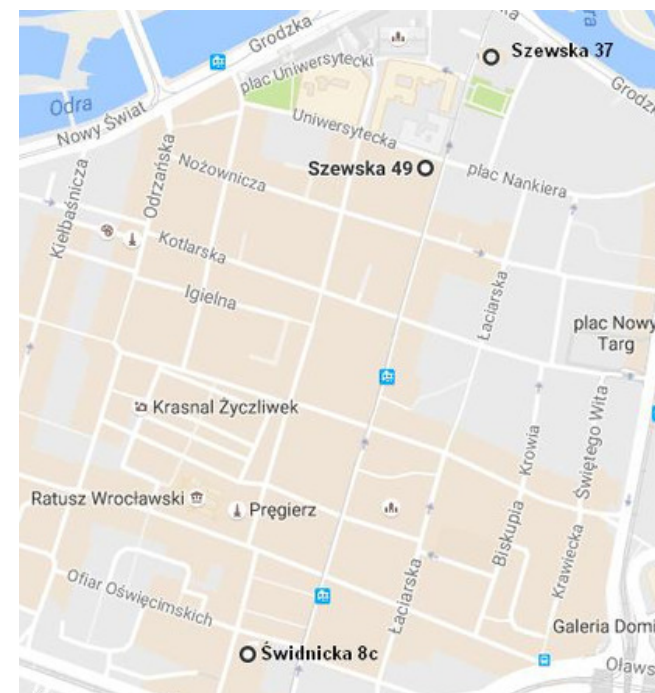 Grodzka
Szewska 37
plac Uniwersytecki
Odra
Grodzk
Nowy Świat
Uniwersytecka
Szewska 49
plac Nankiera
Odrzańska
Nożownicza
Kiełbaśnicza
Kotlarska
Łaciarska
Igielna
plac Nowy
Targ
Krasnal Życzliwek
Świętego Wita
Krowia
Ratusz Wrocławski
Pręgierz
Biskupia
Krawiecka
Ofiar Oświęcimskich
Łaciarska
Galeria Domi
Świdnicka 8c
Oławs